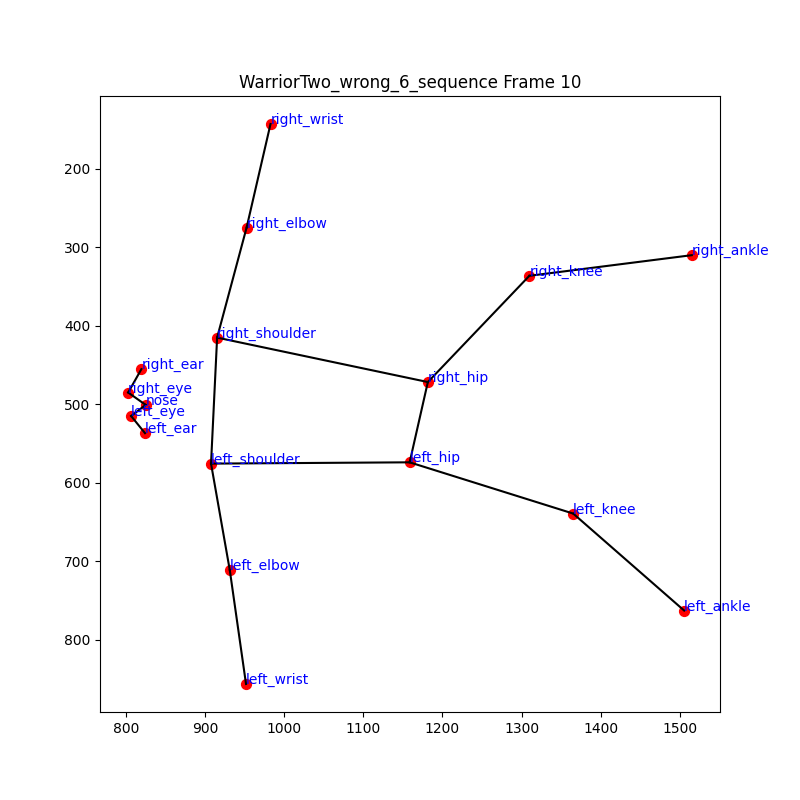 WarriorTwo_wrong_6_sequence Frame 10
right_wrist
right_elbow
right_ankle
right_knee
right_shoulder
right_ear
right_hip
right_eye
nose
left_eye
left_ear
left_shoulder
left_hip
left_knee
left_elbow
left_ankle
left_wrist
200
300
400
500
600
700
800
800 900 1000 1100 1200 1300 1400 1500